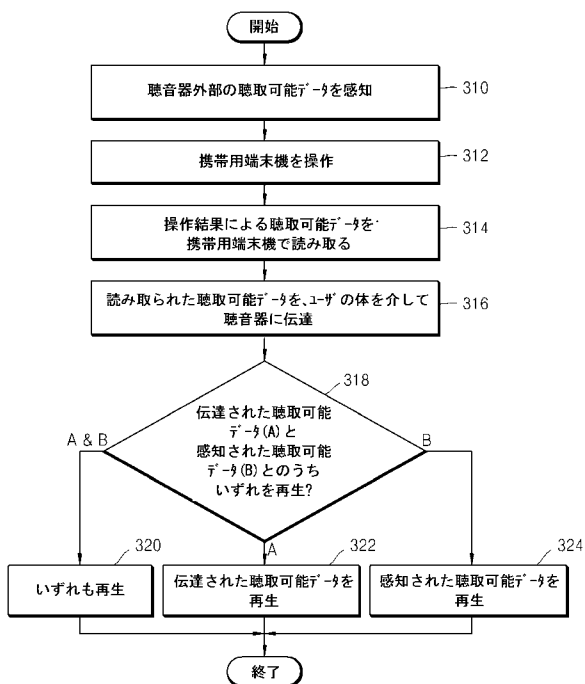 開始
聴音器外部の聴取可能データを感知
310
携帯用端末機を操作
312
操作結果による聴取可能データを
携帯用端末機で読み取る
314
読み取られた聴取可能データを、ユーザの体を介して
聴音器に伝達
316
318
伝達された聴取可能
データ(A)と
感知された聴取可能
データ(B)とのうち
いずれを再生?
A & B
B
A
320
いずれも再生
322
伝達された聴取可能データを
再生
324
感知された聴取可能データを
再生
終了